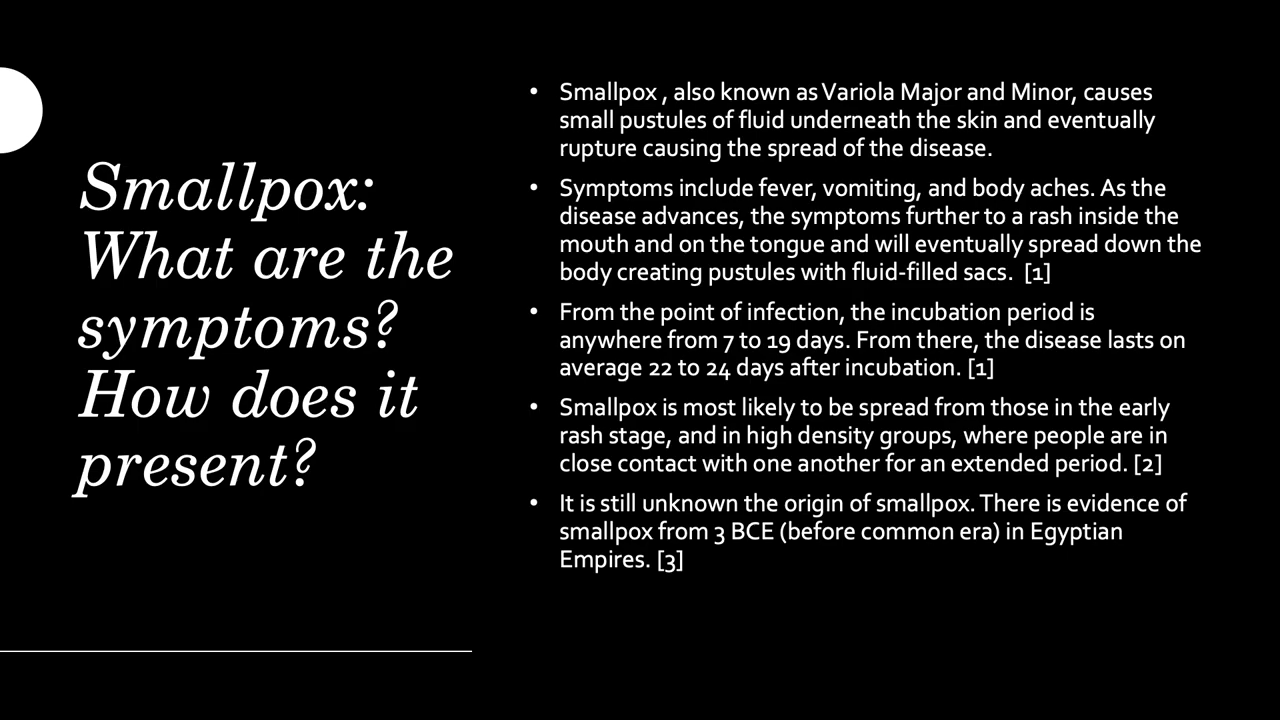 Smallpox:
What are the
symptoms?
How does it
present?
• Smallpox , also known as Variola Major and Minor, causes
small pustules of fluid underneath the skin and eventually
rupture causing the spread of the disease.
• Symptoms include fever, vomiting, and body aches. As the
disease advances, the symptoms further to a rash inside the
mouth and on the tongue and will eventually spread down the
body creating pustules with fluid-filled sacs. [1]
• From the point of infection, the incubation period is
anywhere from 7 to 19 days. From there, the disease lasts on
average 22 to 24 days after incubation. [1]
• Smallpox is most likely to be spread from those in the early
rash stage, and in high density groups, where people are in
close contact with one another for an extended period. [2]
• It is still unknown the origin of smallpox. There is evidence of
smallpox from 3 BCE (before common era) in Egyptian
Empires. [3]